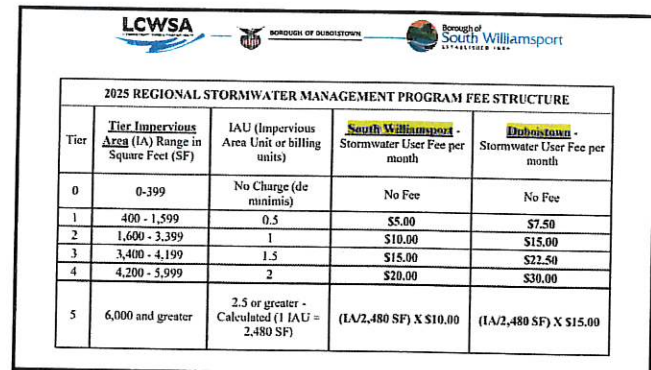 LCWSA
BOROUGH OF DUBOISTOWN
Borough of
South Williamsport
ESTABLISHED 1886
2025 REGIONAL STORMWATER MANAGEMENT PROGRAM FEE STRUCTURE
Tier
Tier Impervious
Area (IA) Range in
Square Feet (SF)
IAU (Impervious
Area Unit or billing
units)
South Williamsport -
Stormwater User Fee per
month
Duboistown -
Stormwater User Fee per
month
0
0-399
No Charge (de
minimis)
No Fee
No Fee
1
400 - 1,599
0.5
$5.00
$7.50
2
1,600 - 3,399
1
$10.00
$15.00
3
3,400 - 4,199
1.5
$15.00
$22.50
4
4,200 - 5,999
2
$20.00
$30.00
5
6,000 and greater
2.5 or greater -
Calculated (1 IAU =
2,480 SF)
(IA/2,480 SF) X $10.00
(IA/2,480 SF) X $15.00